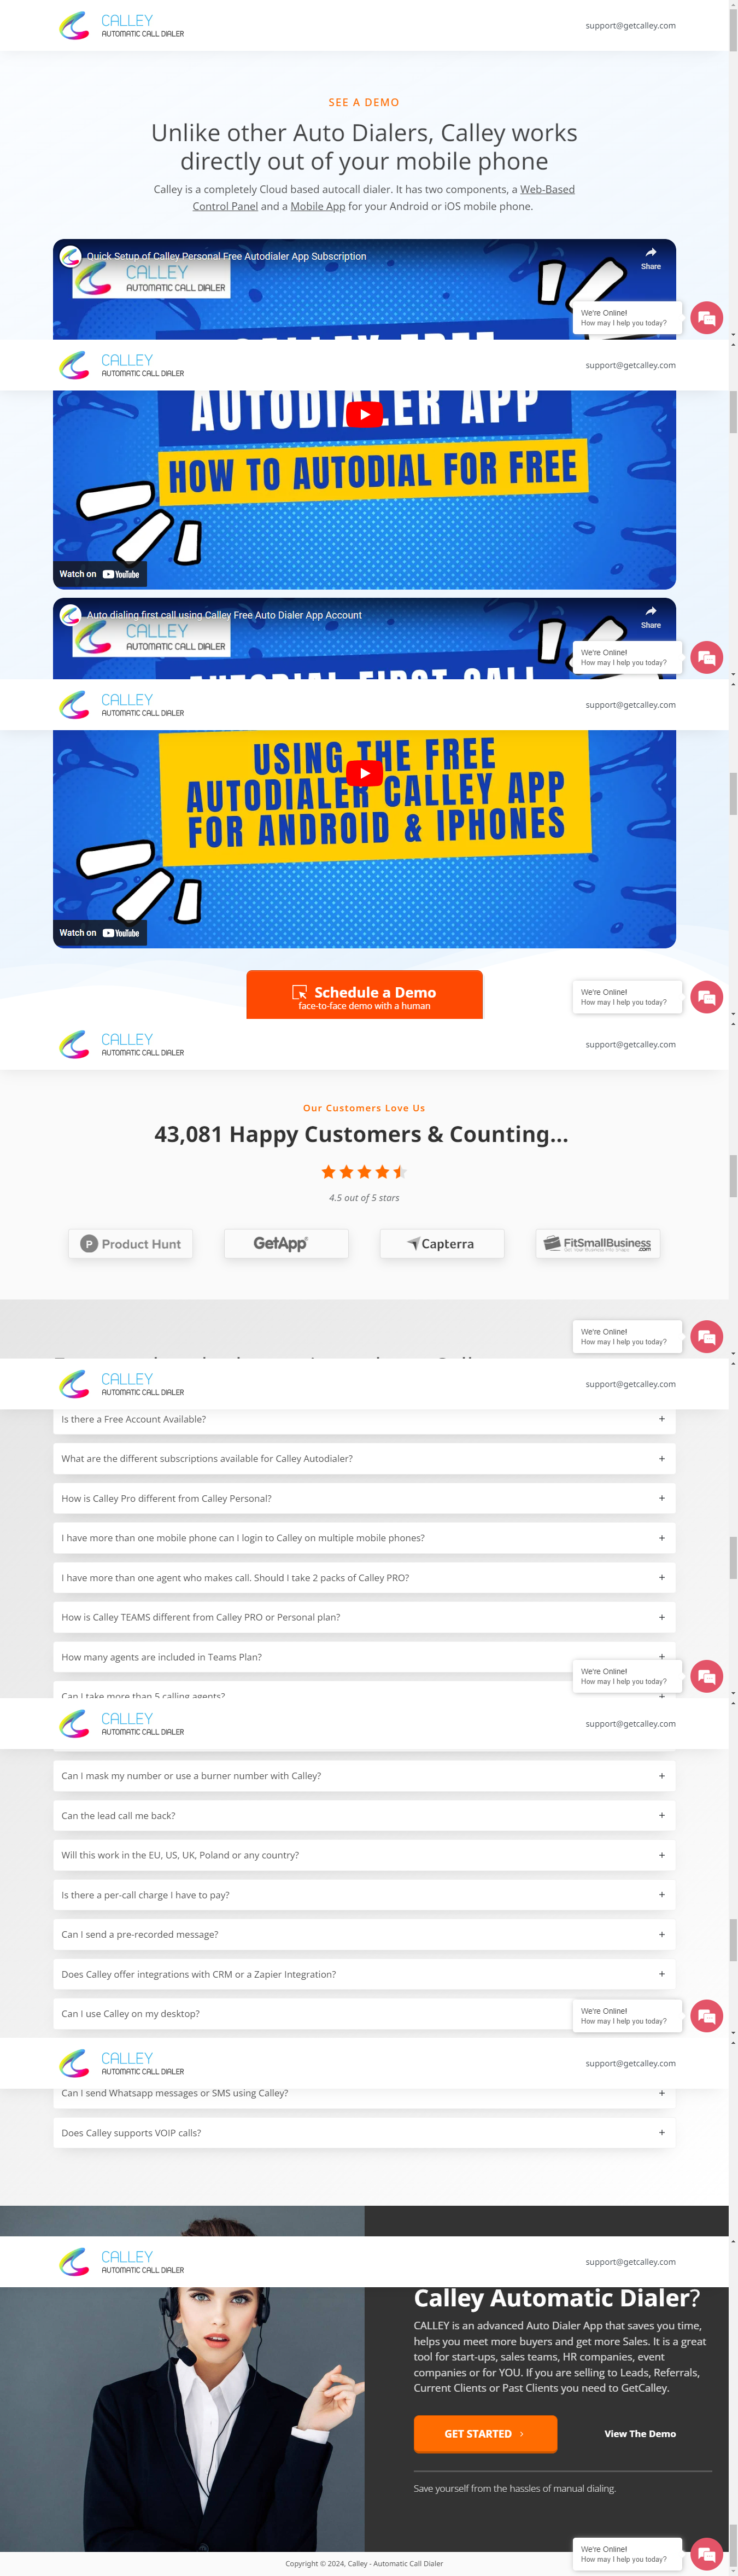 CALLEY
AUTOMATIC CALL DIALER
support@getcalley.com
SEE A DEMO
Unlike other Auto Dialers, Calley works
directly out of your mobile phone
Calley is a completely Cloud based autocall dialer. It has two components, a Web-Based
Control Panel and a Mobile App for your Android or iOS mobile phone.
Quick Setup of Calley Personal Free Autodialer App Subscription
Share
CALLEY
AUTOMATIC CALL DIALER
We're Online!
How may I help you today?
CALLEY FREE
CALLEY
AUTOMATIC CALL DIALER
support@getcalley.com
AUTODIALER APP
HOW TO AUTODIAL FOR FREE
Watch on YouTube
Auto dialing first call using Calley Free Auto Dialer App Account
Share
CALLEY
AUTOMATIC CALL DIALER
We're Online!
How may I help you today?
AUTODIAL FIRST CALL
CALLEY
AUTOMATIC CALL DIALER
support@getcalley.com
USING THE FREE
AUTODIALER CALLEY APP
FOR ANDROID & IPHONES
Watch on YouTube
Schedule a Demo
face-to-face demo with a human
We're Online!
How may I help you today?
CALLEY
AUTOMATIC CALL DIALER
support@getcalley.com
Our Customers Love Us
43,081 Happy Customers & Counting...
4.5 out of 5 stars
P Product Hunt
GetApp
Capterra
FitSmallBusiness
.com
We're Online!
How may I help you today?
CALLEY
AUTOMATIC CALL DIALER
support@getcalley.com
Is there a Free Account Available? +
What are the different subscriptions available for Calley Autodialer? +
How is Calley Pro different from Calley Personal? +
I have more than one mobile phone can I login to Calley on multiple mobile phones? +
I have more than one agent who makes call. Should I take 2 packs of Calley PRO? +
How is Calley TEAMS different from Calley PRO or Personal plan? +
How many agents are included in Teams Plan? +
We're Online!
How may I help you today?
Can I take more than 5 calling agents? +
CALLEY
AUTOMATIC CALL DIALER
support@getcalley.com
Can I mask my number or use a burner number with Calley? +
Can the lead call me back? +
Will this work in the EU, US, UK, Poland or any country? +
Is there a per-call charge I have to pay? +
Can I send a pre-recorded message? +
Does Calley offer integrations with CRM or a Zapier Integration? +
Can I use Calley on my desktop?
We're Online!
How may I help you today?
CALLEY
AUTOMATIC CALL DIALER
support@getcalley.com
Can I send Whatsapp messages or SMS using Calley? +
Does Calley supports VOIP calls? +
CALLEY
AUTOMATIC CALL DIALER
support@getcalley.com
Calley Automatic Dialer?
CALLEY is an advanced Auto Dialer App that saves you time,
helps you meet more buyers and get more Sales. It is a great
tool for start-ups, sales teams, HR companies, event
companies or for YOU. If you are selling to Leads, Referrals,
Current Clients or Past Clients you need to GetCalley.
GET STARTED >
View The Demo
Save yourself from the hassles of manual dialing.
We're Online!
How may I help you today?
Copyright © 2024, Calley - Automatic Call Dialer